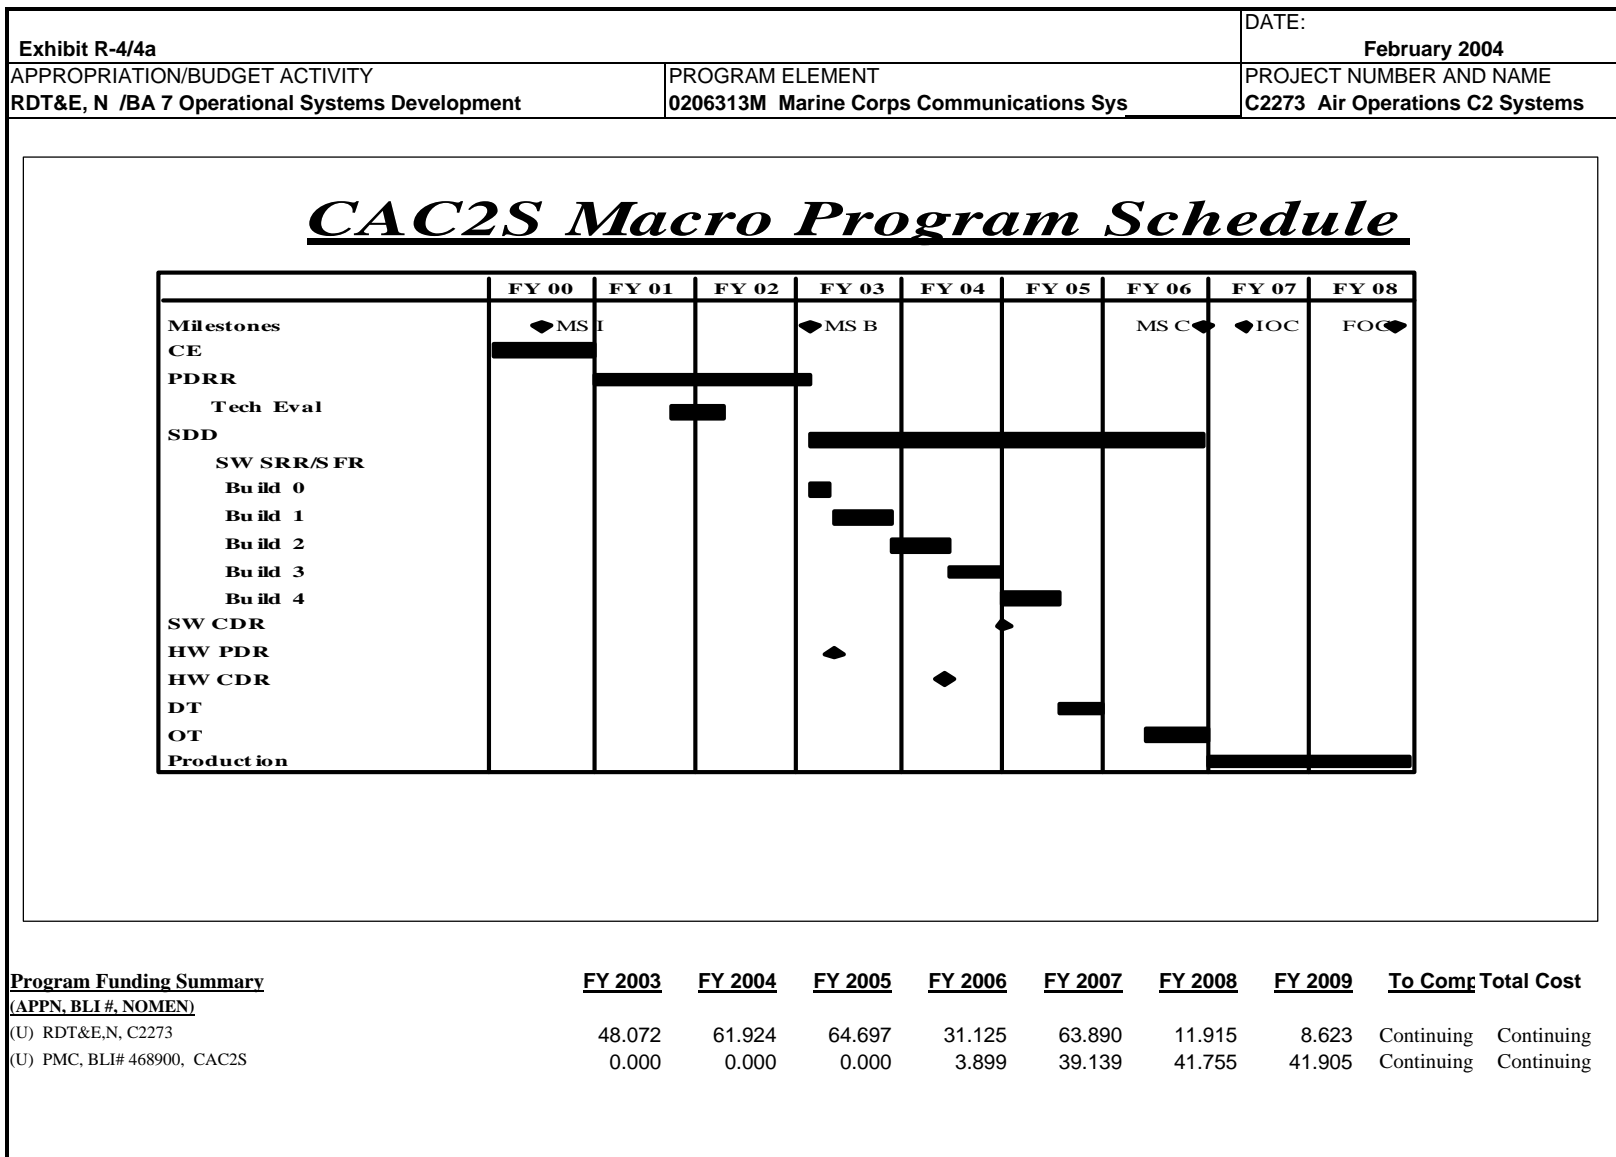 DATE:
Exhibit R-4/4a February 2004
APPROPRIATION/BUDGET ACTIVITY PROGRAM ELEMENT PROJECT NUMBER AND NAME
RDT&E, N /BA 7 Operational Systems Development 0206313M Marine Corps Communications Sys C2273 Air Operations C2 Systems
CAC2S Macro Program Schedule
FY 00 FY 01 FY 02 FY 03 FY 04 FY 05 FY 06 FY 07 FY 08
Milestones MS I MS B MS C IOC FOC
CE
PDRR
Tech Eval
SDD
SW SRR/SFR
Build 0
Build 1
Build 2
Build 3
Build 4
SW CDR
HW PDR
HW CDR
DT
OT
Production
Program Funding Summary FY 2003 FY 2004 FY 2005 FY 2006 FY 2007 FY 2008 FY 2009 To Comp Total Cost
(APPN, BLI #, NOMEN)
(U) RDT&E,N, C2273 48.072 61.924 64.697 31.125 63.890 11.915 8.623 Continuing Continuing
(U) PMC, BLI# 468900, CAC2S 0.000 0.000 0.000 3.899 39.139 41.755 41.905 Continuing Continuing